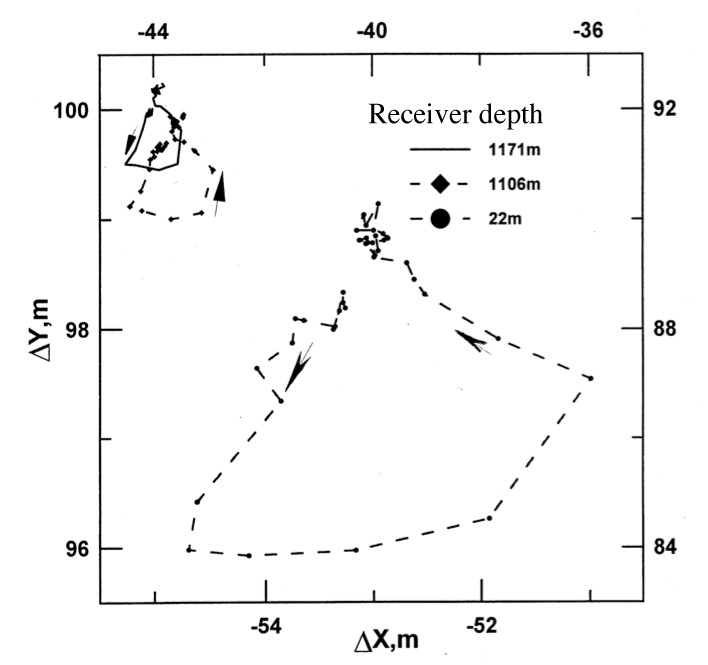 -44 -40 -36
Receiver depth
100 92
1171m
1106m
22m
ΔY,m
98 88
96 84
-54 -52
ΔX,m